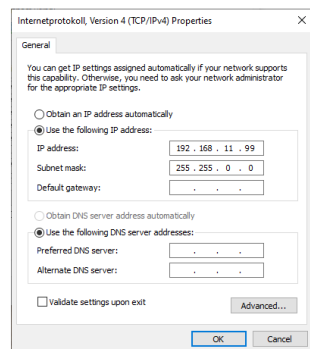 Internetprotokoll, Version 4 (TCP/IPv4) Properties
General
You can get IP settings assigned automatically if your network supports
this capability. Otherwise, you need to ask your network administrator
for the appropriate IP settings.
Obtain an IP address automatically
Use the following IP address:
IP address: 192 . 168 . 11 . 99
Subnet mask: 255 . 255 . 0 . 0
Default gateway: . . .
Obtain DNS server address automatically
Use the following DNS server addresses:
Preferred DNS server: . . .
Alternate DNS server: . . .
Validate settings upon exit
Advanced...
OK Cancel